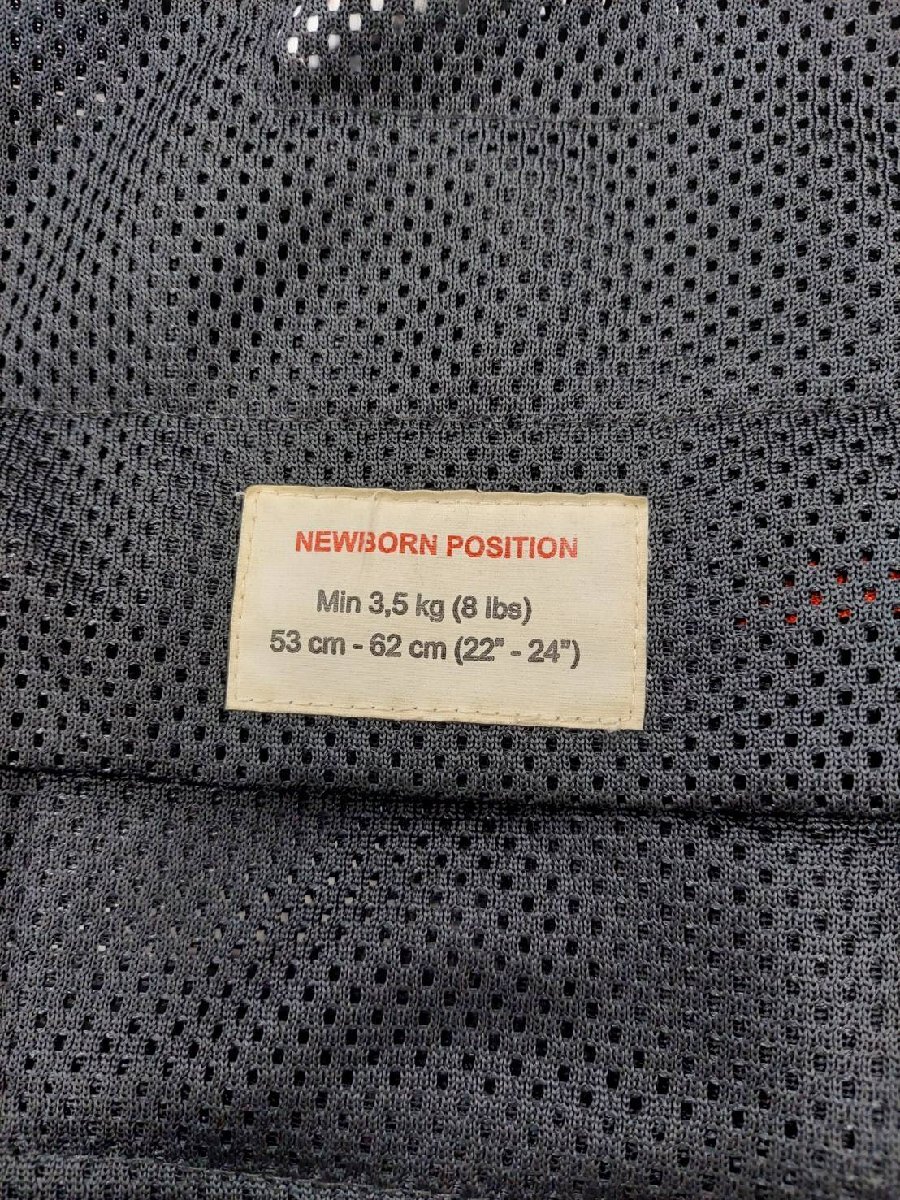 NEWBORN POSITION
Min 3,5 kg (8 lbs)
53 cm - 62 cm (22" - 24")